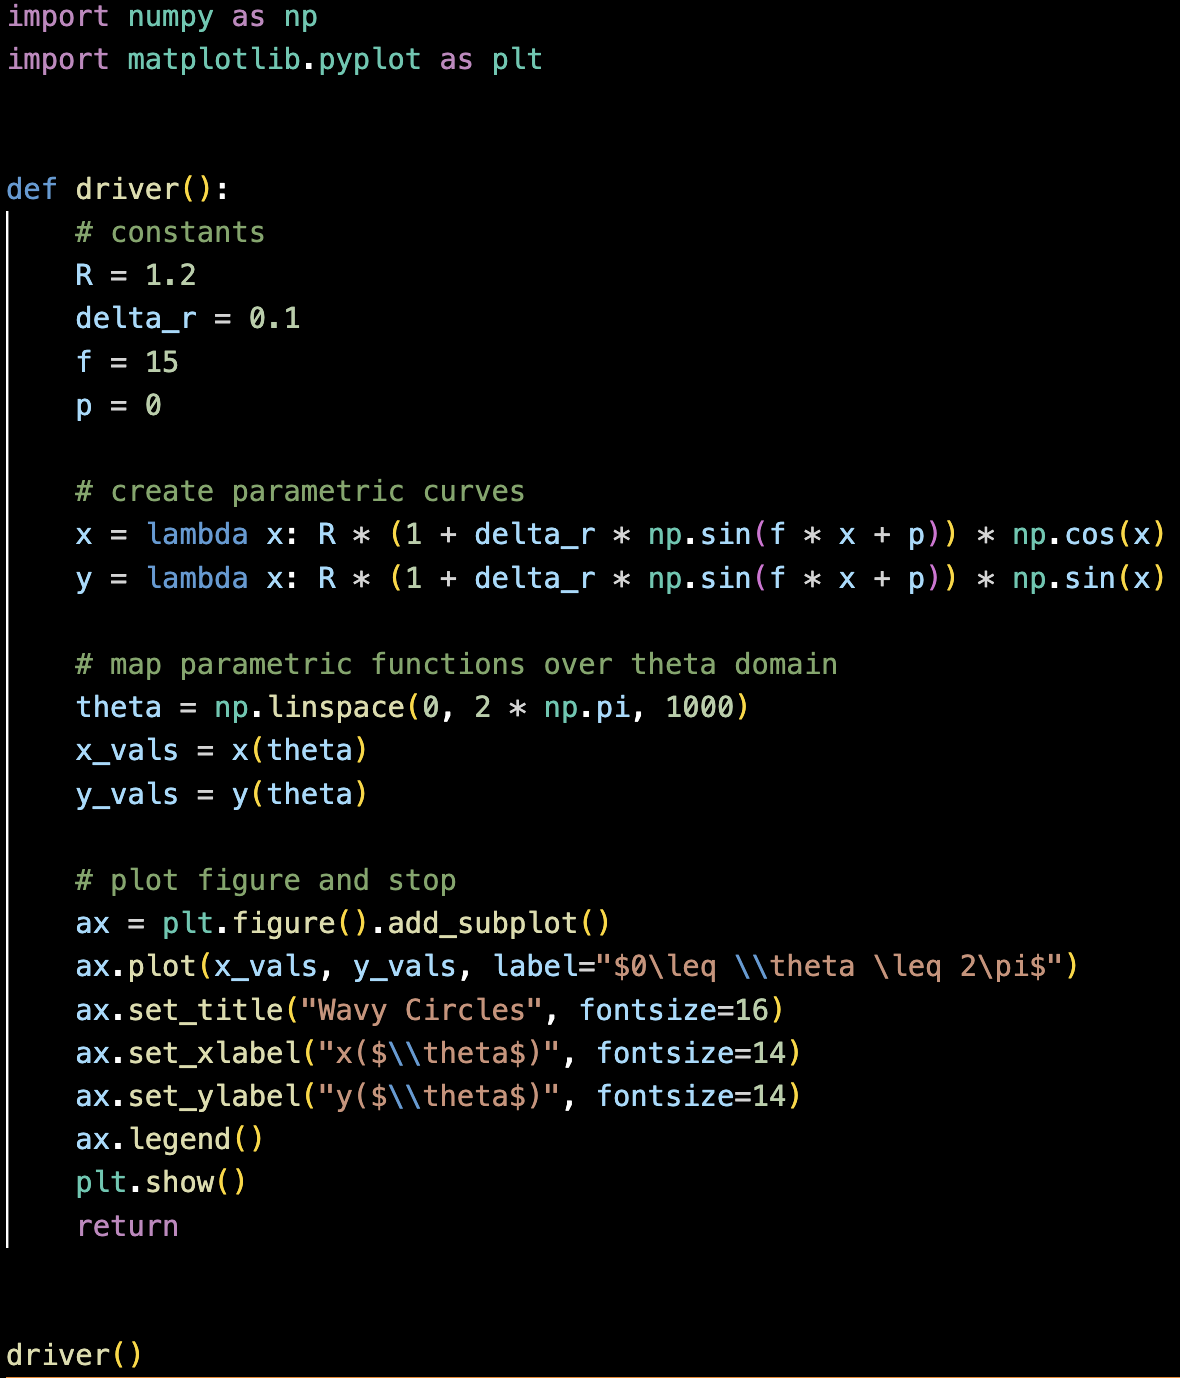 import numpy as np
import matplotlib.pyplot as plt
def driver():
    # constants
    R = 1.2
    delta_r = 0.1
    f = 15
    p = 0
    # create parametric curves
    x = lambda x: R * (1 + delta_r * np.sin(f * x + p)) * np.cos(x)
    y = lambda x: R * (1 + delta_r * np.sin(f * x + p)) * np.sin(x)
    # map parametric functions over theta domain
    theta = np.linspace(0, 2 * np.pi, 1000)
    x_vals = x(theta)
    y_vals = y(theta)
    # plot figure and stop
    ax = plt.figure().add_subplot()
    ax.plot(x_vals, y_vals, label="$0\leq \\theta \leq 2\pi$")
    ax.set_title("Wavy Circles", fontsize=16)
    ax.set_xlabel("x($\\theta$)", fontsize=14)
    ax.set_ylabel("y($\\theta$)", fontsize=14)
    ax.legend()
    plt.show()
    return
driver()